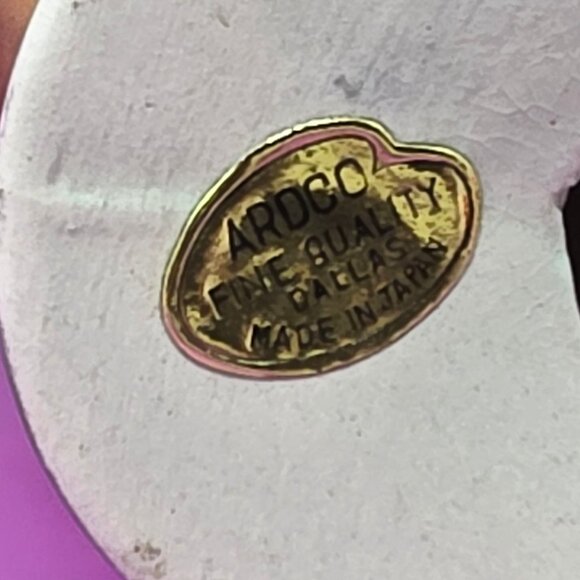 ARDCO
FINE QUALITY
DALLAS
MADE IN JAPAN